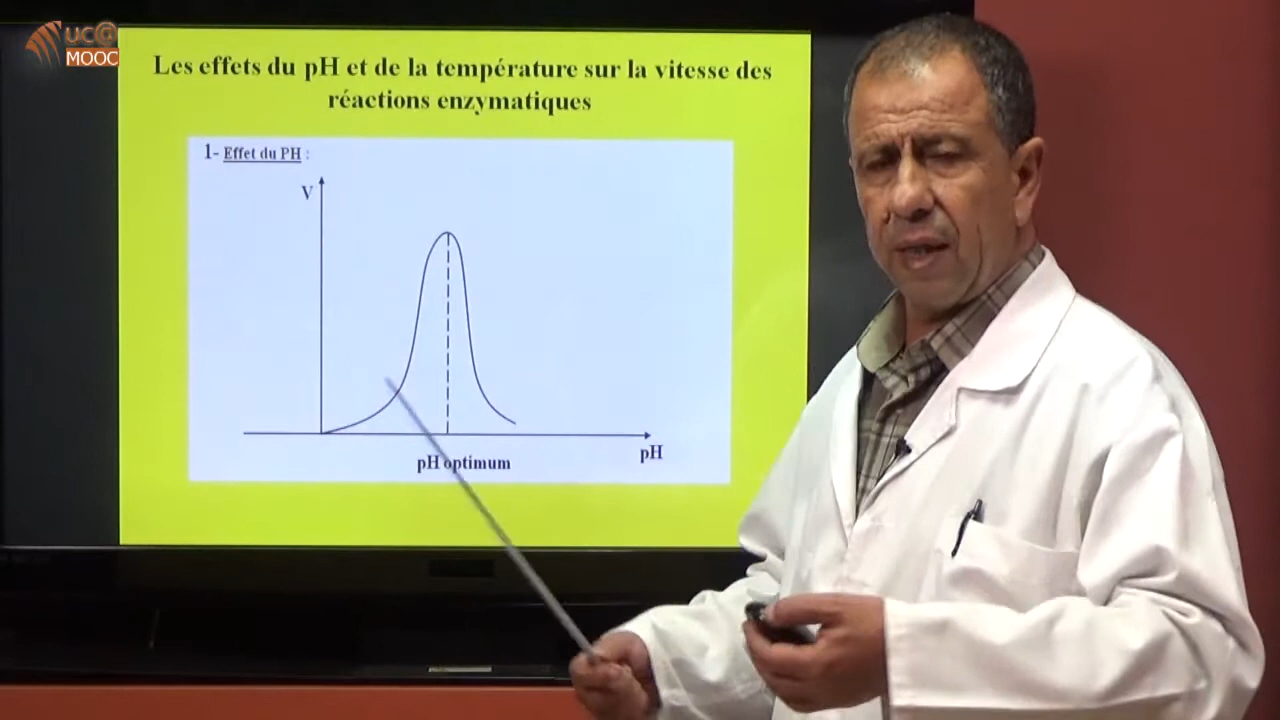 UC@
MOOC
Les effets du pH et de la température sur la vitesse des
réactions enzymatiques
1- Effet du PH :
V
pH
pH optimum